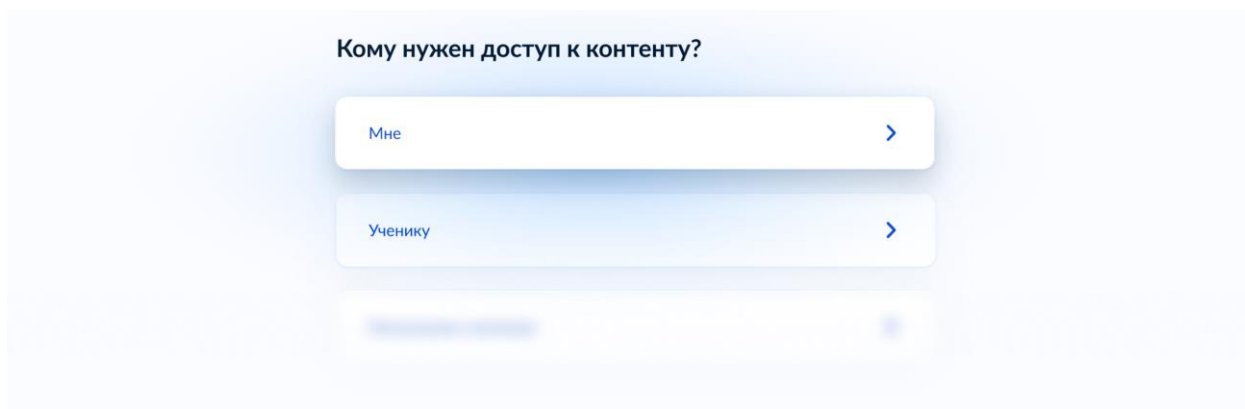 Кому нужен доступ к контенту?
Мне
Ученику